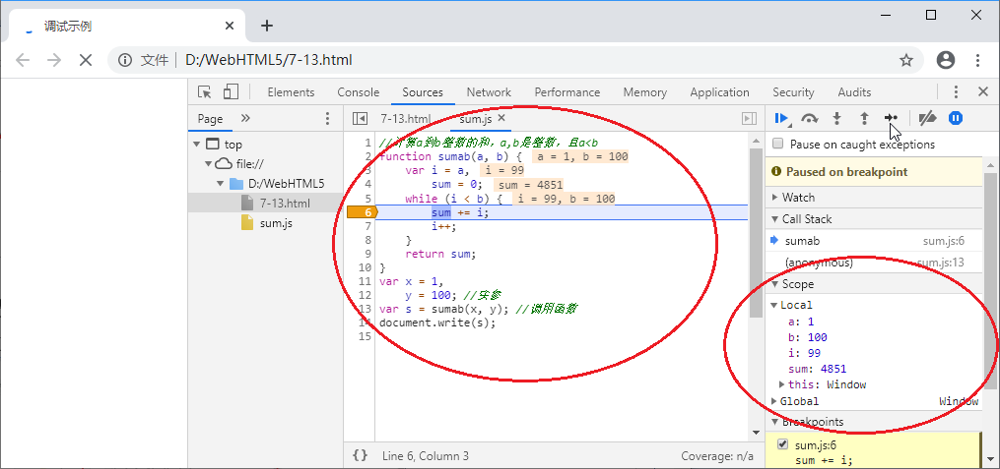 调试示例
文件 D:/WebHTML5/7-13.html
Elements Console Sources Network Performance Memory Application Security Audits
Page
7-13.html sum.js
top
file://
D:/WebHTML5
7-13.html
sum.js
1 //计算a到b整数的和，a,b是整数，且a<b
2 function sumab(a, b) { a = 1, b = 100
3 var i = a, i = 99
4 sum = 0; sum = 4851
5 while (i < b) { i = 99, b = 100
6 sum += i;
7 i++;
8 }
9 return sum;
10 }
11 var x = 1,
12 y = 100; //实参
13 var s = sumab(x, y); //调用函数
14 document.write(s);
15
{} Line 6, Column 3 Coverage: n/a
Pause on caught exceptions
Paused on breakpoint
Watch
Call Stack
sumab sum.js:6
(anonymous) sum.js:13
Scope
Local
a: 1
b: 100
i: 99
sum: 4851
this: Window
Global Window
Breakpoints
sum.js:6
sum += i;